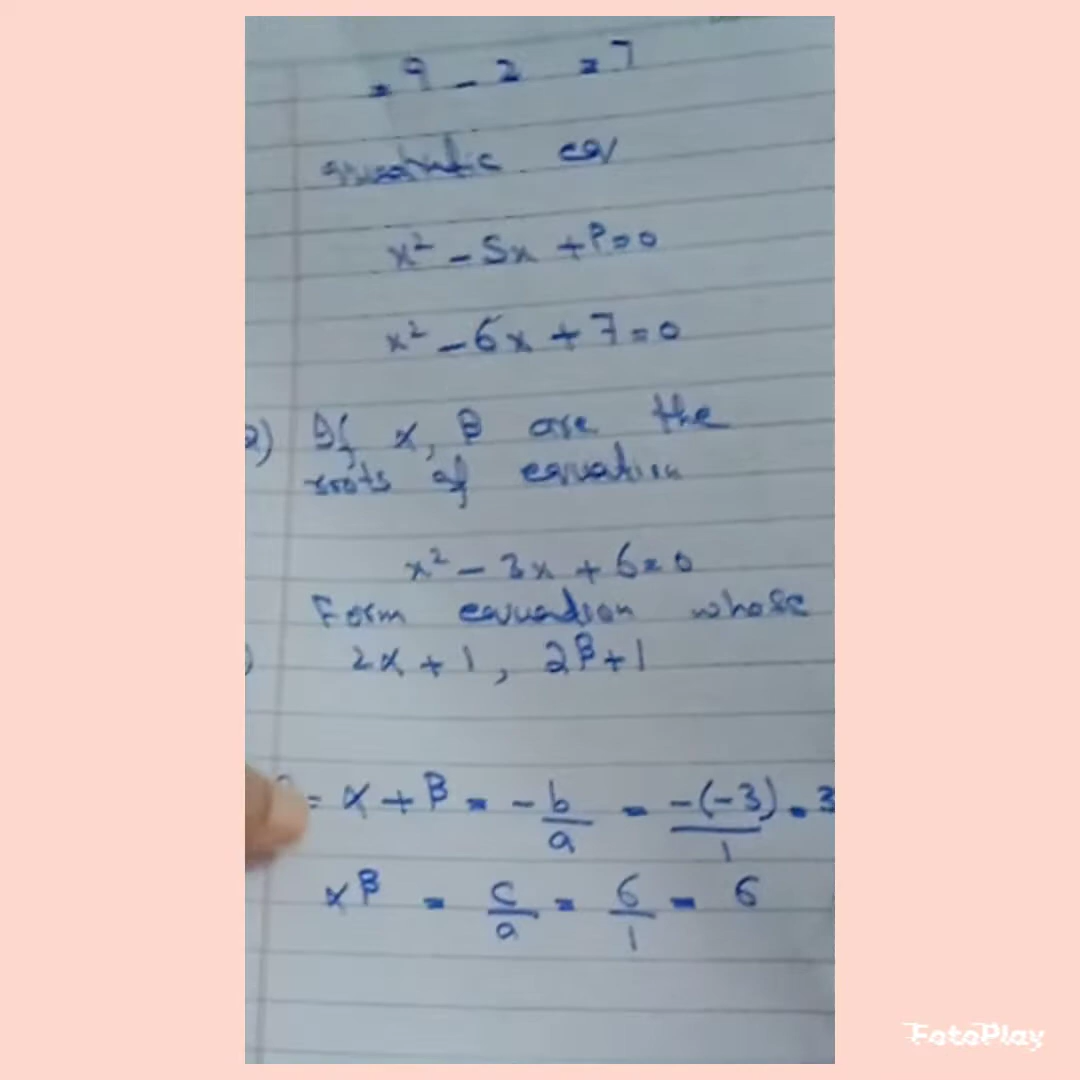 = 9 - 2 = 7
quadratic eq
x² - Sx + P = 0
x² - 6x + 7 = 0
2) If α, β are the
roots of equation
x² - 3x + 6 = 0
Form equation whose
) 2α + 1, 2β + 1
= α + β = -b/a = -(-3)/1 = 3
αβ = c/a = 6/1 = 6
FotoPlay